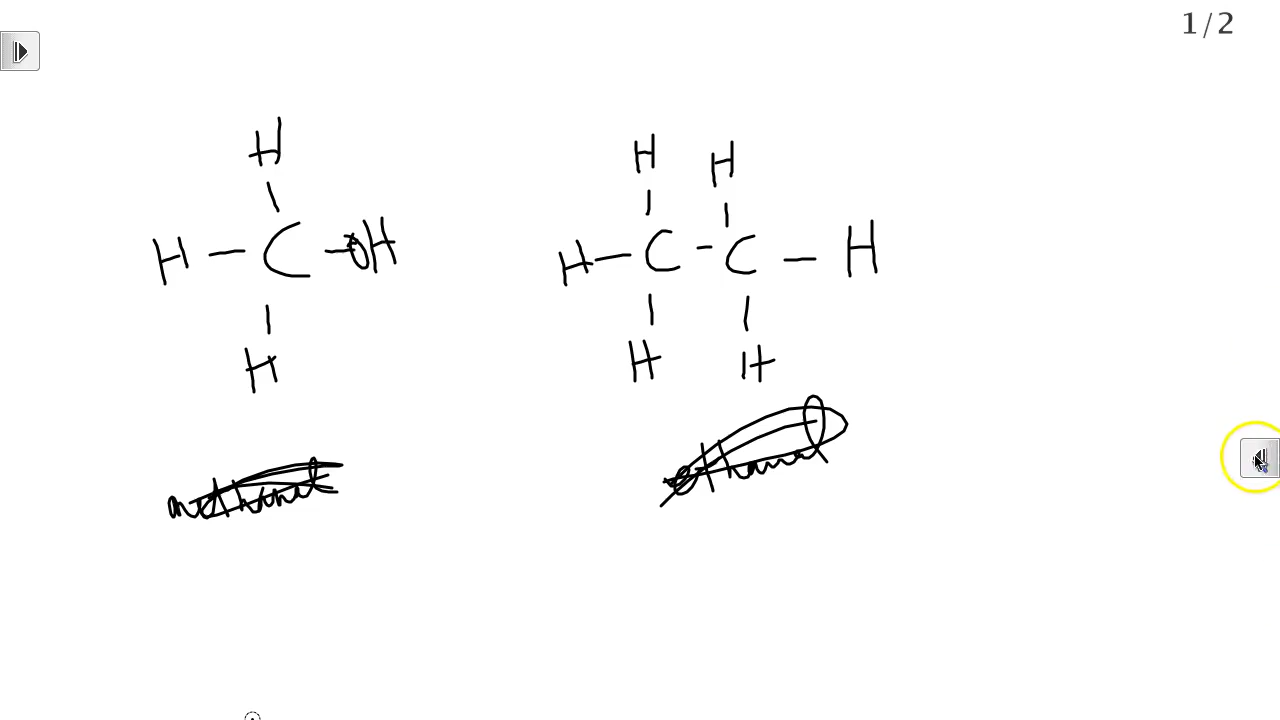 1/2
H H H
H – C – OH H – C – C – H
H H H